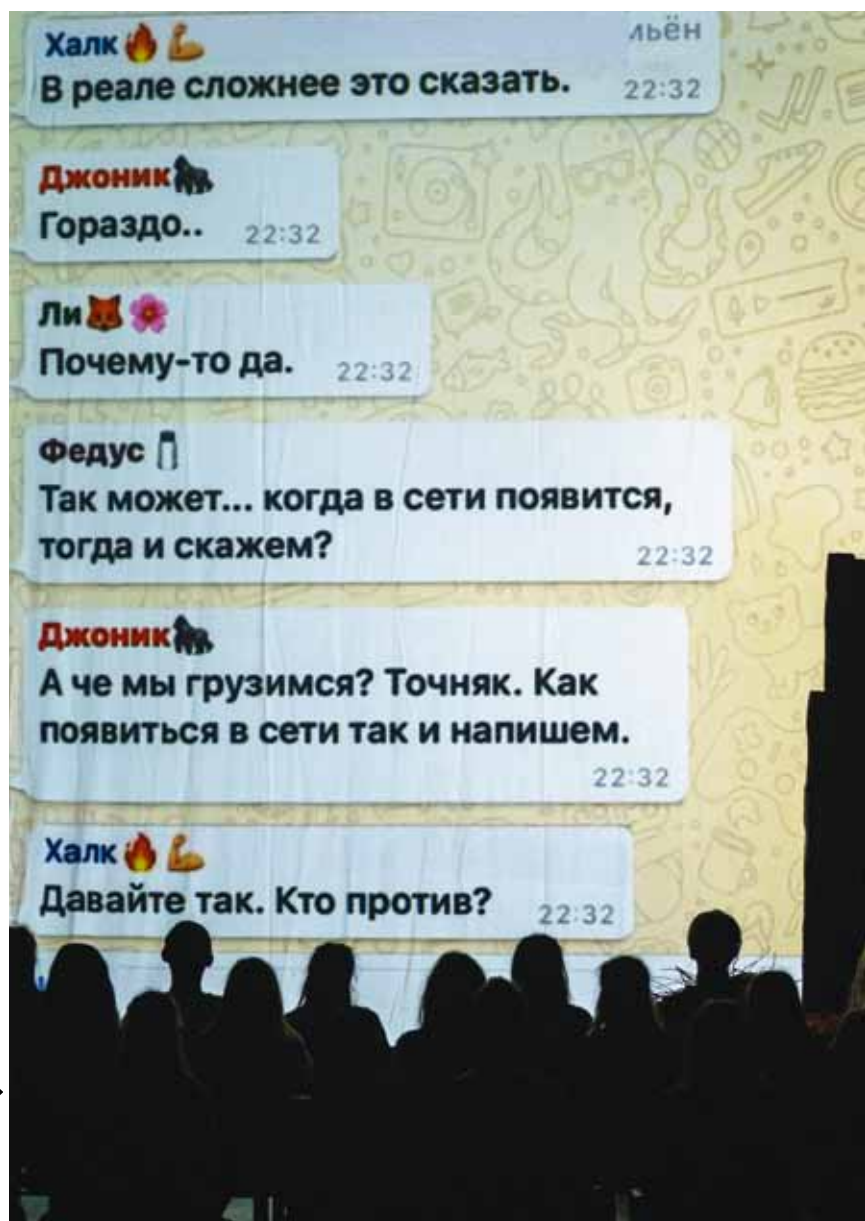 Халк🔥💪
В реале сложнее это сказать.
22:32
Джоник🦍
Гораздо.. 22:32
Ли🦊🌸
Почему-то да. 22:32
Федус🧂
Так может... когда в сети появится,
тогда и скажем?
22:32
Джоник🦍
А че мы грузимся? Точняк. Как
появиться в сети так и напишем.
22:32
Халк🔥💪
Давайте так. Кто против? 22:32